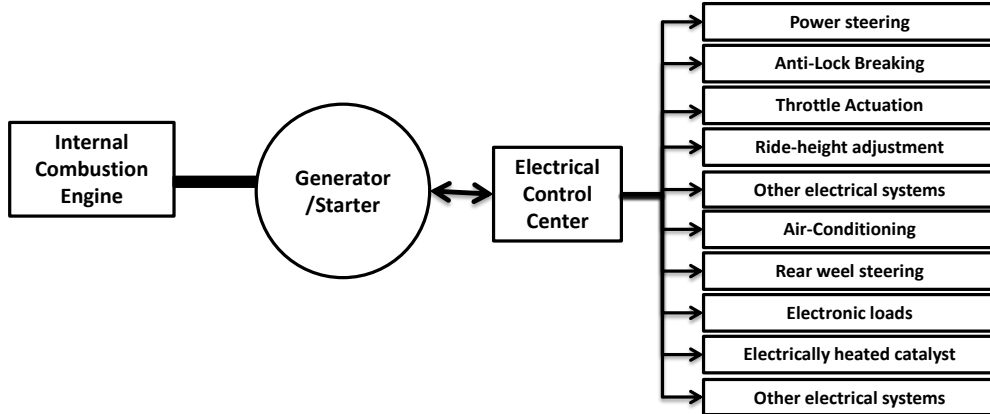 Internal
Combustion
Engine
Generator
/Starter
Electrical
Control
Center
Power steering
Anti-Lock Breaking
Throttle Actuation
Ride-height adjustment
Other electrical systems
Air-Conditioning
Rear weel steering
Electronic loads
Electrically heated catalyst
Other electrical systems